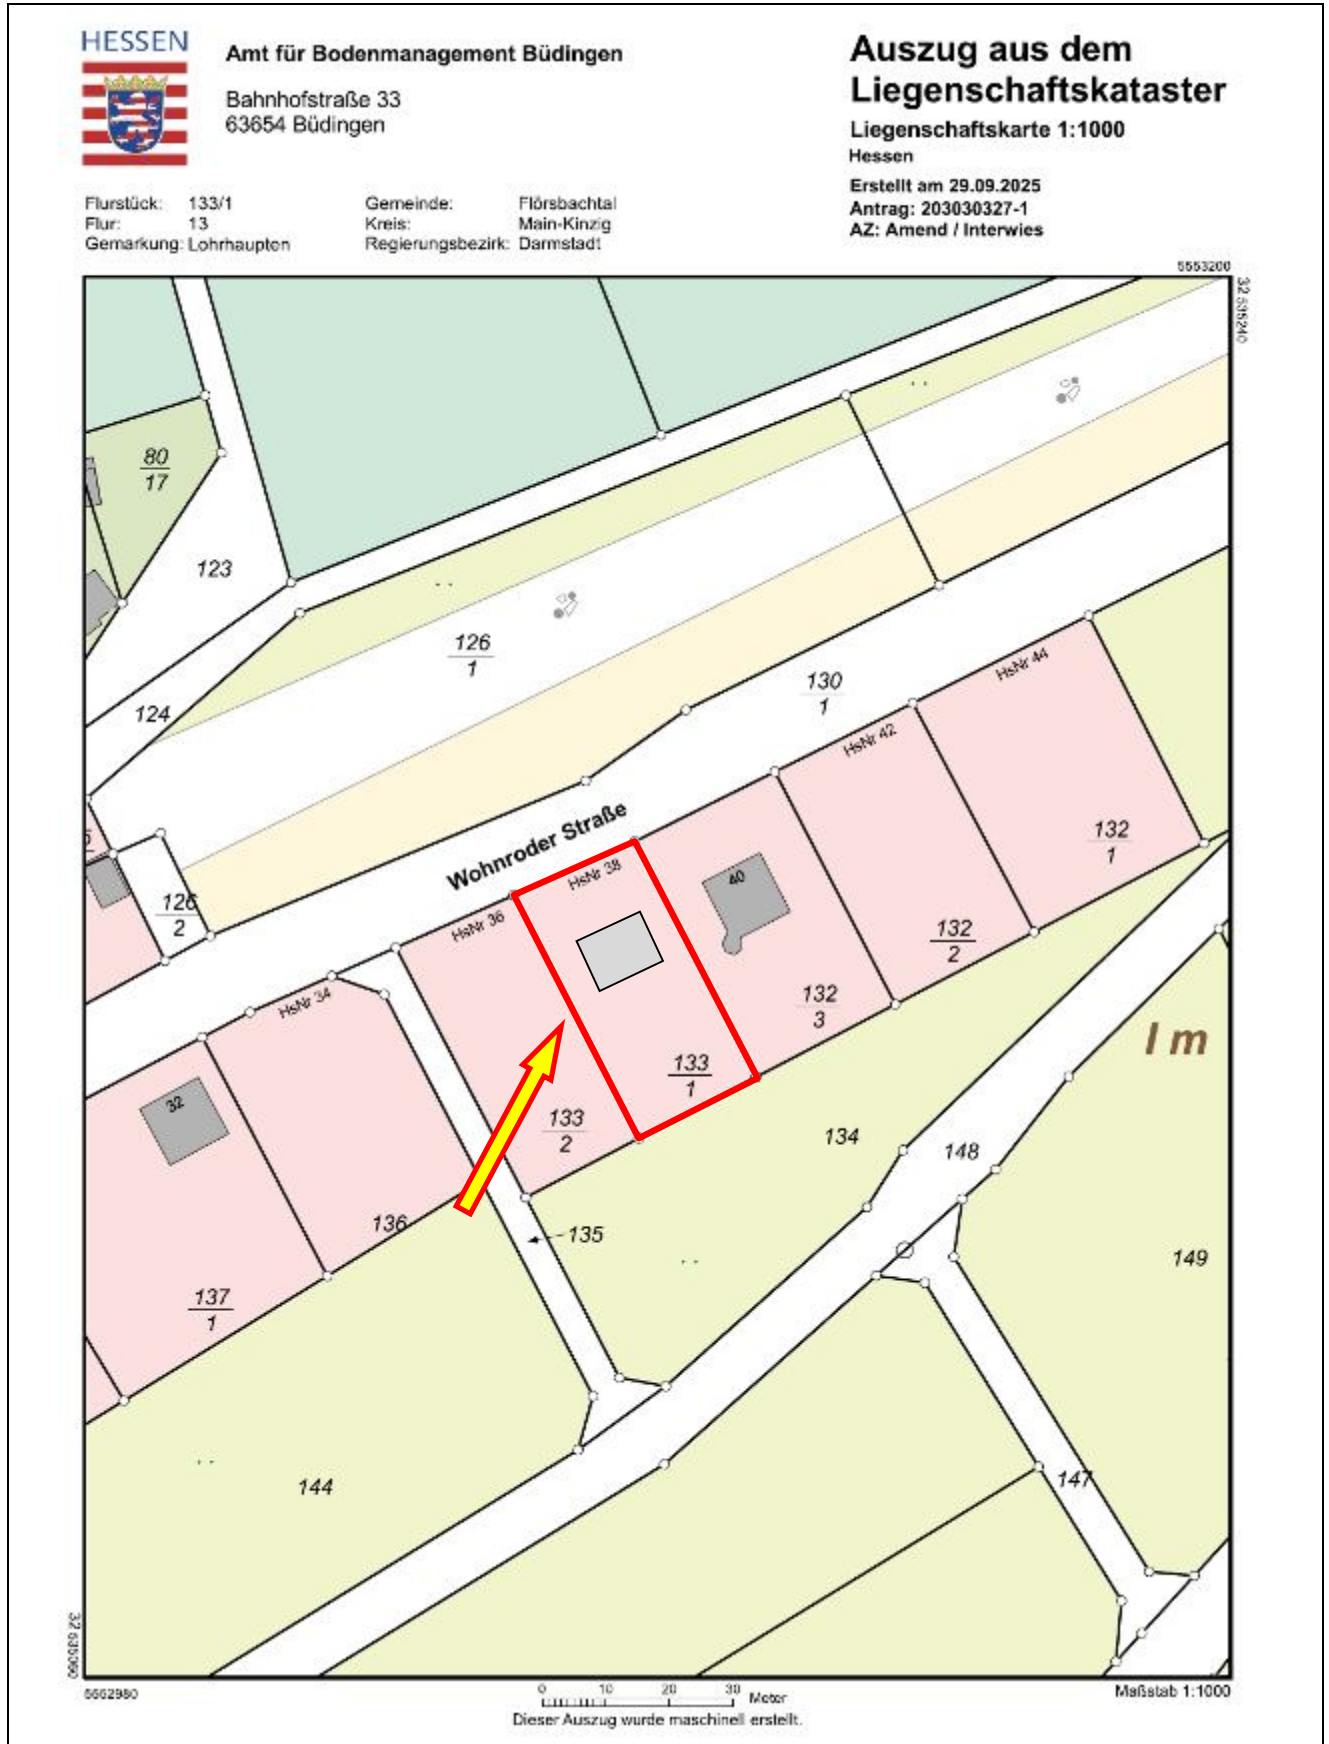 HESSEN
Amt für Bodenmanagement Büdingen
Bahnhofstraße 33
63654 Büdingen
Auszug aus dem
Liegenschaftskataster
Liegenschaftskarte 1:1000
Hessen
Erstellt am 29.09.2025
Antrag: 203030327-1
AZ: Amend / Interwies
Flurstück: 133/1
Flur: 13
Gemarkung: Lohrhaupten
Gemeinde: Flörsbachtal
Kreis: Main-Kinzig
Regierungsbezirk: Darmstadt
5553200
32 535240
80
17
123
126
1
124
130
1
HsNr 44
HsNr 42
132
1
Wohnroder Straße
HsNr 38
40
126
2
HsNr 36
132
2
132
3
HsNr 34
I m
133
1
32
133
2
134
148
136
135
149
137
1
144
147
32 535060
5552980
0 10 20 30 Meter
Maßstab 1:1000
Dieser Auszug wurde maschinell erstellt.